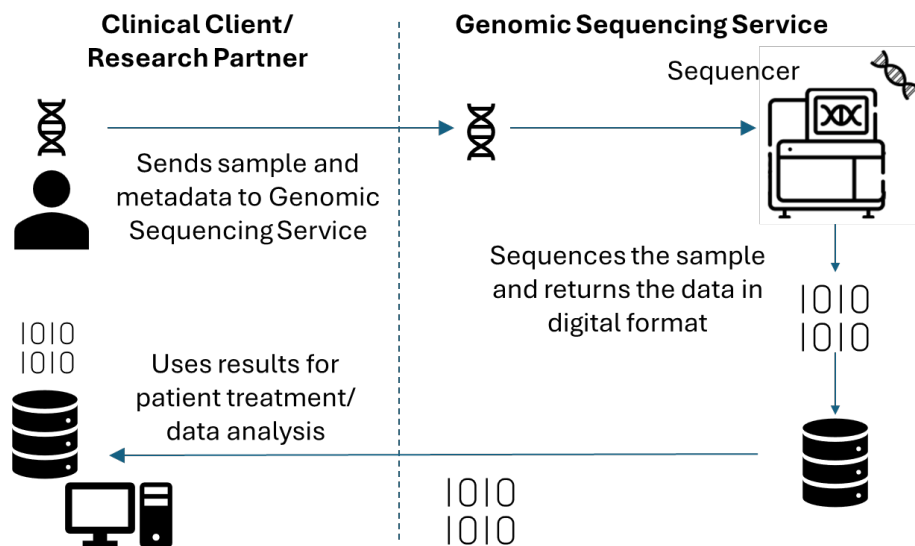 Clinical Client/
Research Partner
Genomic Sequencing Service
Sequencer
Sends sample and
metadata to Genomic
Sequencing Service
Sequences the sample
and returns the data in
digital format
1010
1010
1010
1010
Uses results for
patient treatment/
data analysis
1010
1010